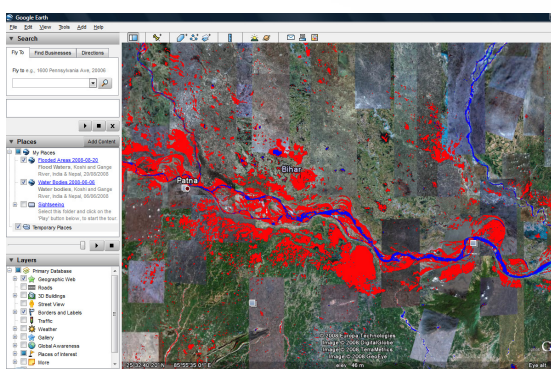 Google Earth
File Edit View Tools Add Help
Search
Fly To Find Businesses Directions
Fly to e.g., 1600 Pennsylvania Ave, 20006
Places Add Content
My Places
Flooded Areas 2008-08-20
Flood Waters, Koshi and Ganga
River, India & Nepal, 20/08/2008
Water Bodies 2008-06-08
Water bodies, Koshi and Ganga
River, India & Nepal, 08/06/2008
Sightseeing
Select this folder and click on the
'Play' button below, to start the tour
Temporary Places
Layers
Primary Database
Geographic Web
Roads
3D Buildings
Street View
Borders and Labels
Traffic
Weather
Gallery
Global Awareness
Places of Interest
More
Bihar
Patna
©2008 Europa Technologies
Image © 2008 DigitalGlobe
Image © 2008 TerraMetrics
Image © 2008 GeoEye
elev 46 m
Eye alt